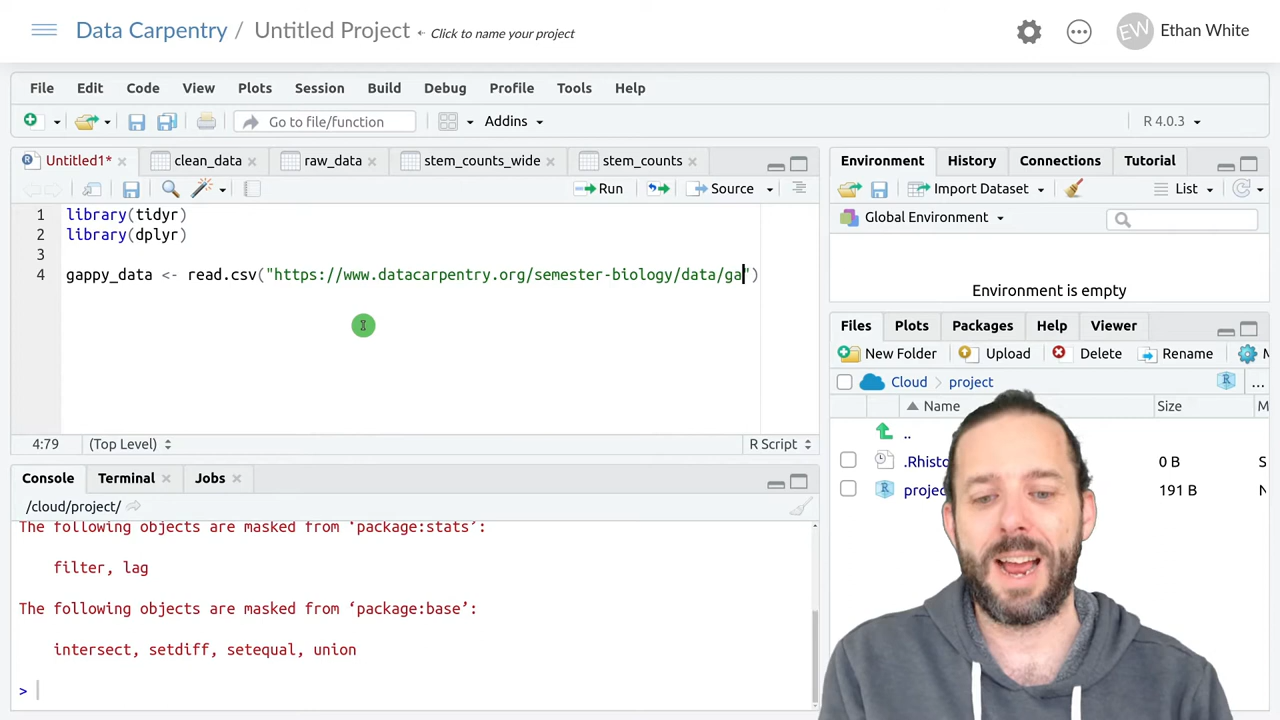 Data Carpentry / Untitled Project ← Click to name your project
EW Ethan White
File Edit Code View Plots Session Build Debug Profile Tools Help
Go to file/function Addins R 4.0.3
Untitled1* clean_data raw_data stem_counts_wide stem_counts
Run Source
1 library(tidyr)
2 library(dplyr)
3
4 gappy_data <- read.csv("https://www.datacarpentry.org/semester-biology/data/ga")
4:79 (Top Level) R Script
Console Terminal Jobs
/cloud/project/
The following objects are masked from ‘package:stats’:
filter, lag
The following objects are masked from ‘package:base’:
intersect, setdiff, setequal, union
>
Environment History Connections Tutorial
Import Dataset List
Global Environment
Environment is empty
Files Plots Packages Help Viewer
New Folder Upload Delete Rename M
Cloud project ...
Name Size M
..
.Rhist 0 B S
projec 191 B